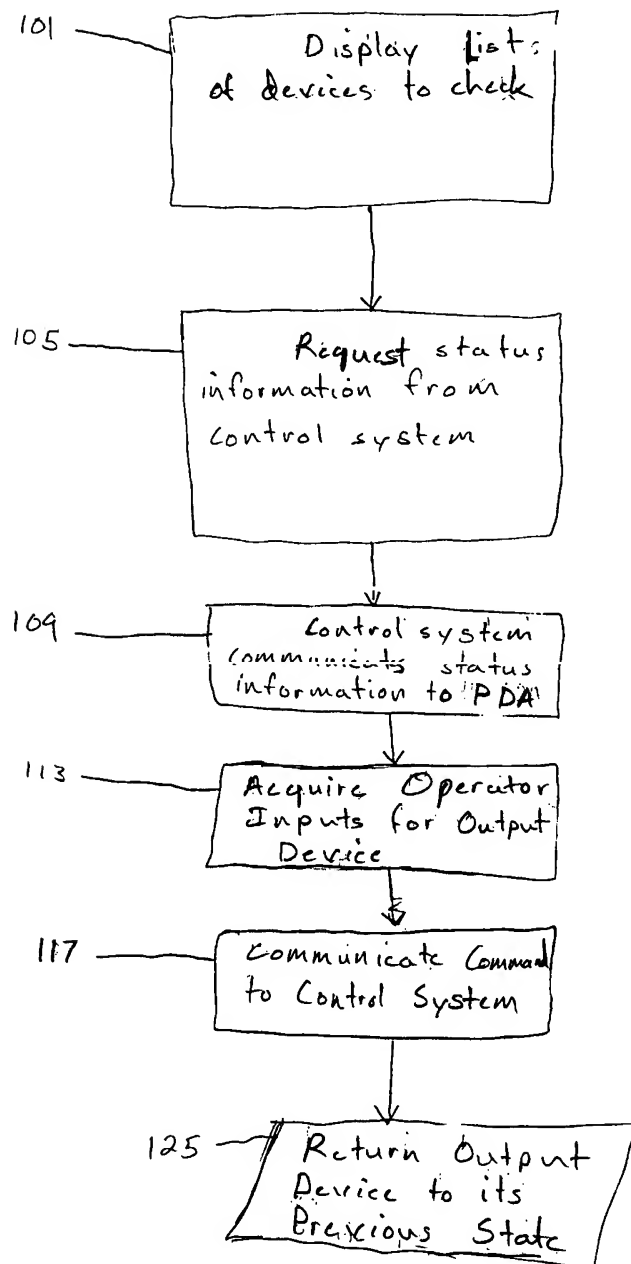 101
Display List
of devices to check
105
Request status
information from
control system
109
Control system
communicats status
information to PDA
113
Acquire Operator
Inputs for Output
Device
117
Communicate Command
to Control System
125
Return Output
Device to its
Previous State